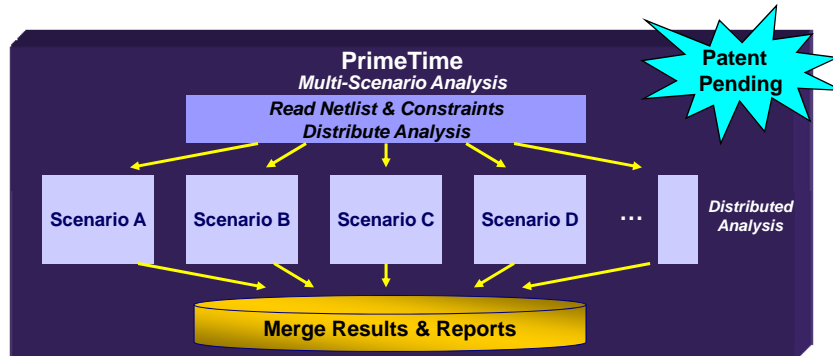 PrimeTime
Multi-Scenario Analysis
Patent
Pending
Read Netlist & Constraints
Distribute Analysis
Scenario A
Scenario B
Scenario C
Scenario D
...
Distributed
Analysis
Merge Results & Reports